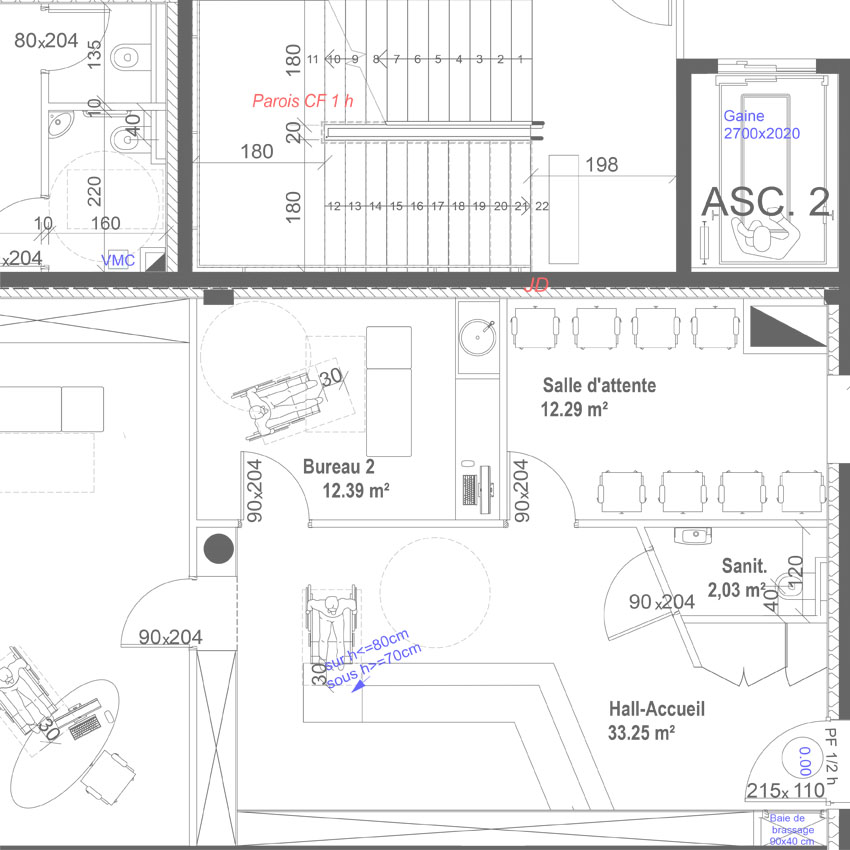 80x204
135
10
40
220
10
160
x204
VMC
180
11 10 9 8 7 6 5 4 3 2 1
Parois CF 1 h
20
180
198
180
12 13 14 15 16 17 18 19 20 21 22
Gaine
2700x2020
ASC. 2
JD
30
Salle d'attente
12.29 m²
Bureau 2
12.39 m²
90x204
90x204
Sanit.
2,03 m²
120
40
90x204
90x204
sur h<=80cm
sous h>=70cm
30
30
Hall-Accueil
33.25 m²
PF 1/2 h
0.00
215x110
Baie de
brassage
90x40 cm